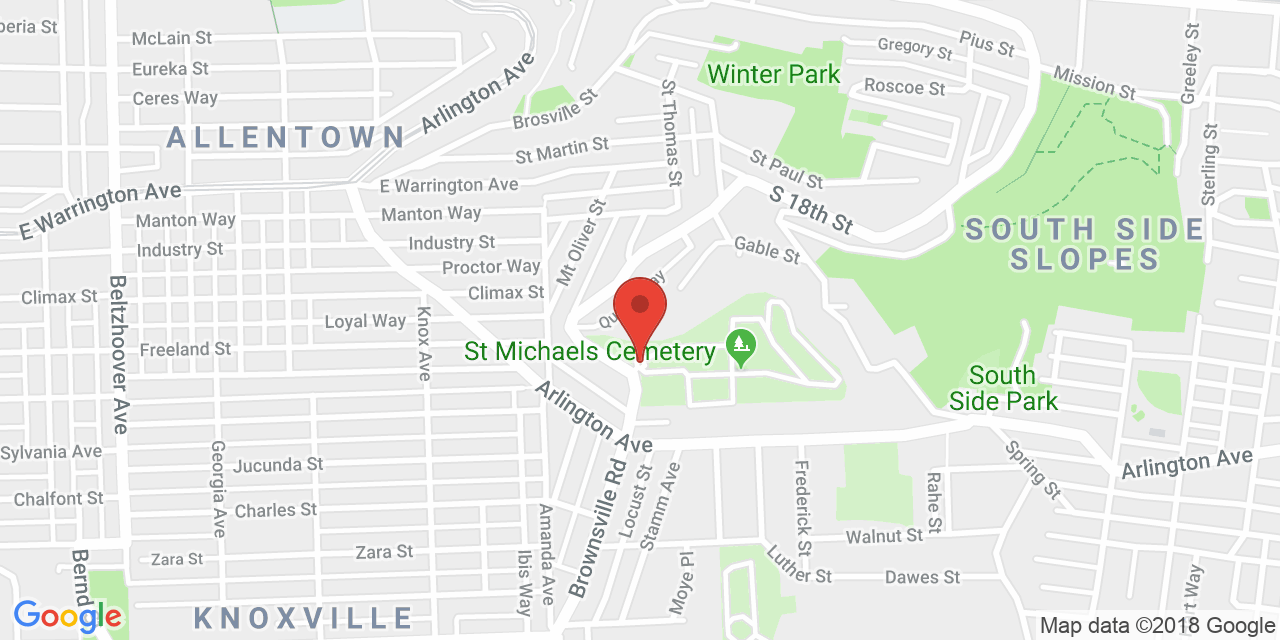 McLain St
Eureka St
Ceres Way
ALLENTOWN
Arlington Ave
Brosville St
St Martin St
St Thomas St
Winter Park
Gregory St
Pius St
Roscoe St
Mission St
Greeley St
Sterling St
E Warrington Ave
E Warrington Ave
St Paul St
S 18th St
Manton Way
Manton Way
Industry St
Industry St
Mt Oliver St
Gable St
SOUTH SIDE
SLOPES
Proctor Way
Climax St
Climax St
Beltzhoover Ave
Loyal Way
Knox Ave
Freeland St
St Michaels Cemetery
South
Side Park
Arlington Ave
Arlington Ave
Sylvania Ave
Georgia Ave
Jucunda St
Chalfont St
Charles St
Zara St
Zara St
Amanda Ave
Ibis Way
Brownsville Rd
Locust St
Stamm Ave
Moye Pl
Frederick St
Luther St
Walnut St
Rahe St
Dawes St
Spring St
KNOXVILLE
Google
Map data ©2018 Google